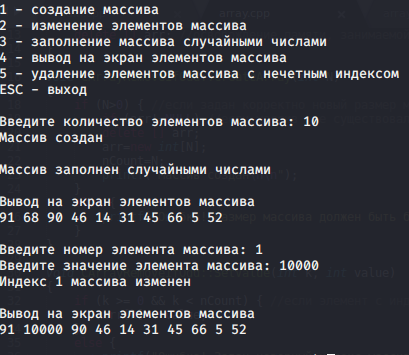 1 - создание массива
2 - изменение элементов массива
3 - заполнение массива случайными числами
4 - вывод на экран элементов массива
5 - удаление элементов массива с нечетным индексом
ESC - выход
Введите количество элементов массива: 10
Массив создан
Массив заполнен случайными числами
Вывод на экран элементов массива
91 68 90 46 14 31 45 66 5 52
Введите номер элемента массива: 1
Введите значение элемента массива: 10000
Индекс 1 массива изменен
Вывод на экран элементов массива
91 10000 90 46 14 31 45 66 5 52